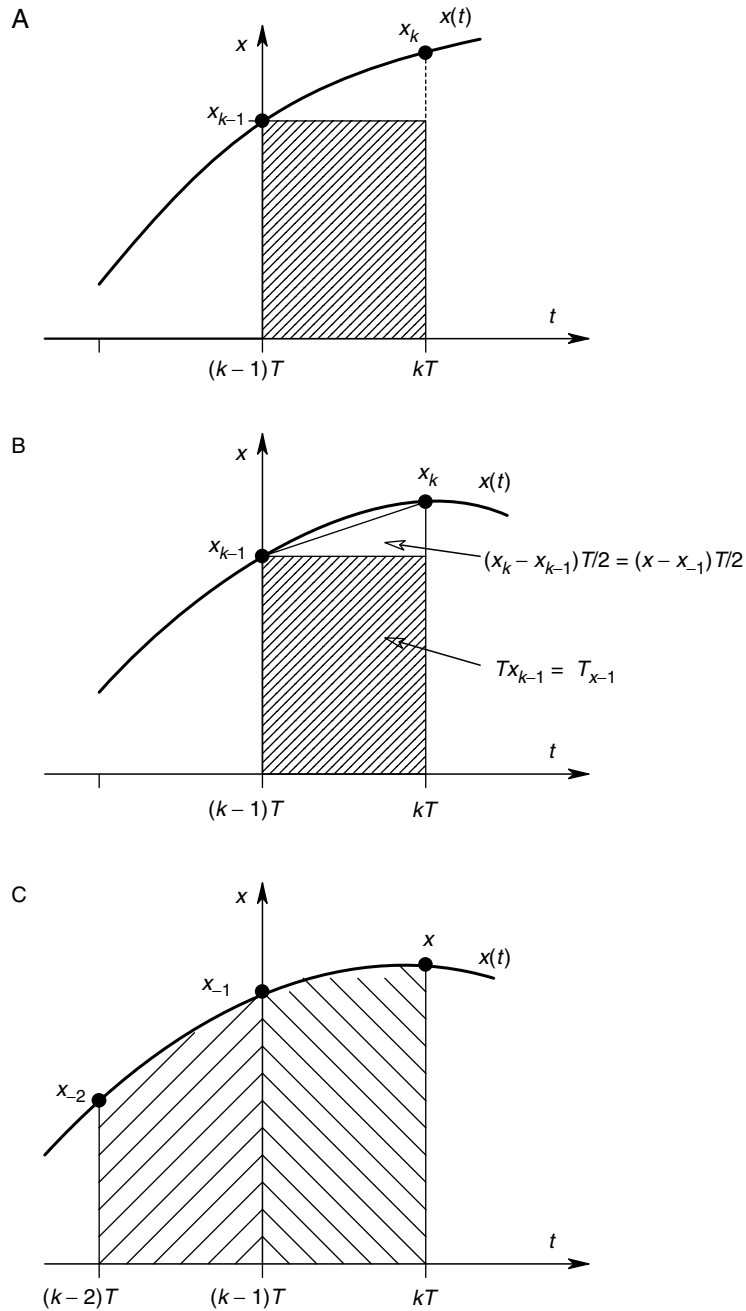 A
x
x_k
x(t)
x_{k–1}
t
(k – 1)T
kT
B
x
x_k
x(t)
x_{k–1}
(x_k – x_{k–1})T/2 = (x – x_{–1})T/2
Tx_{k–1} = T_{x–1}
t
(k – 1)T
kT
C
x
x
x(t)
x_{–1}
x_{–2}
t
(k – 2)T
(k – 1)T
kT